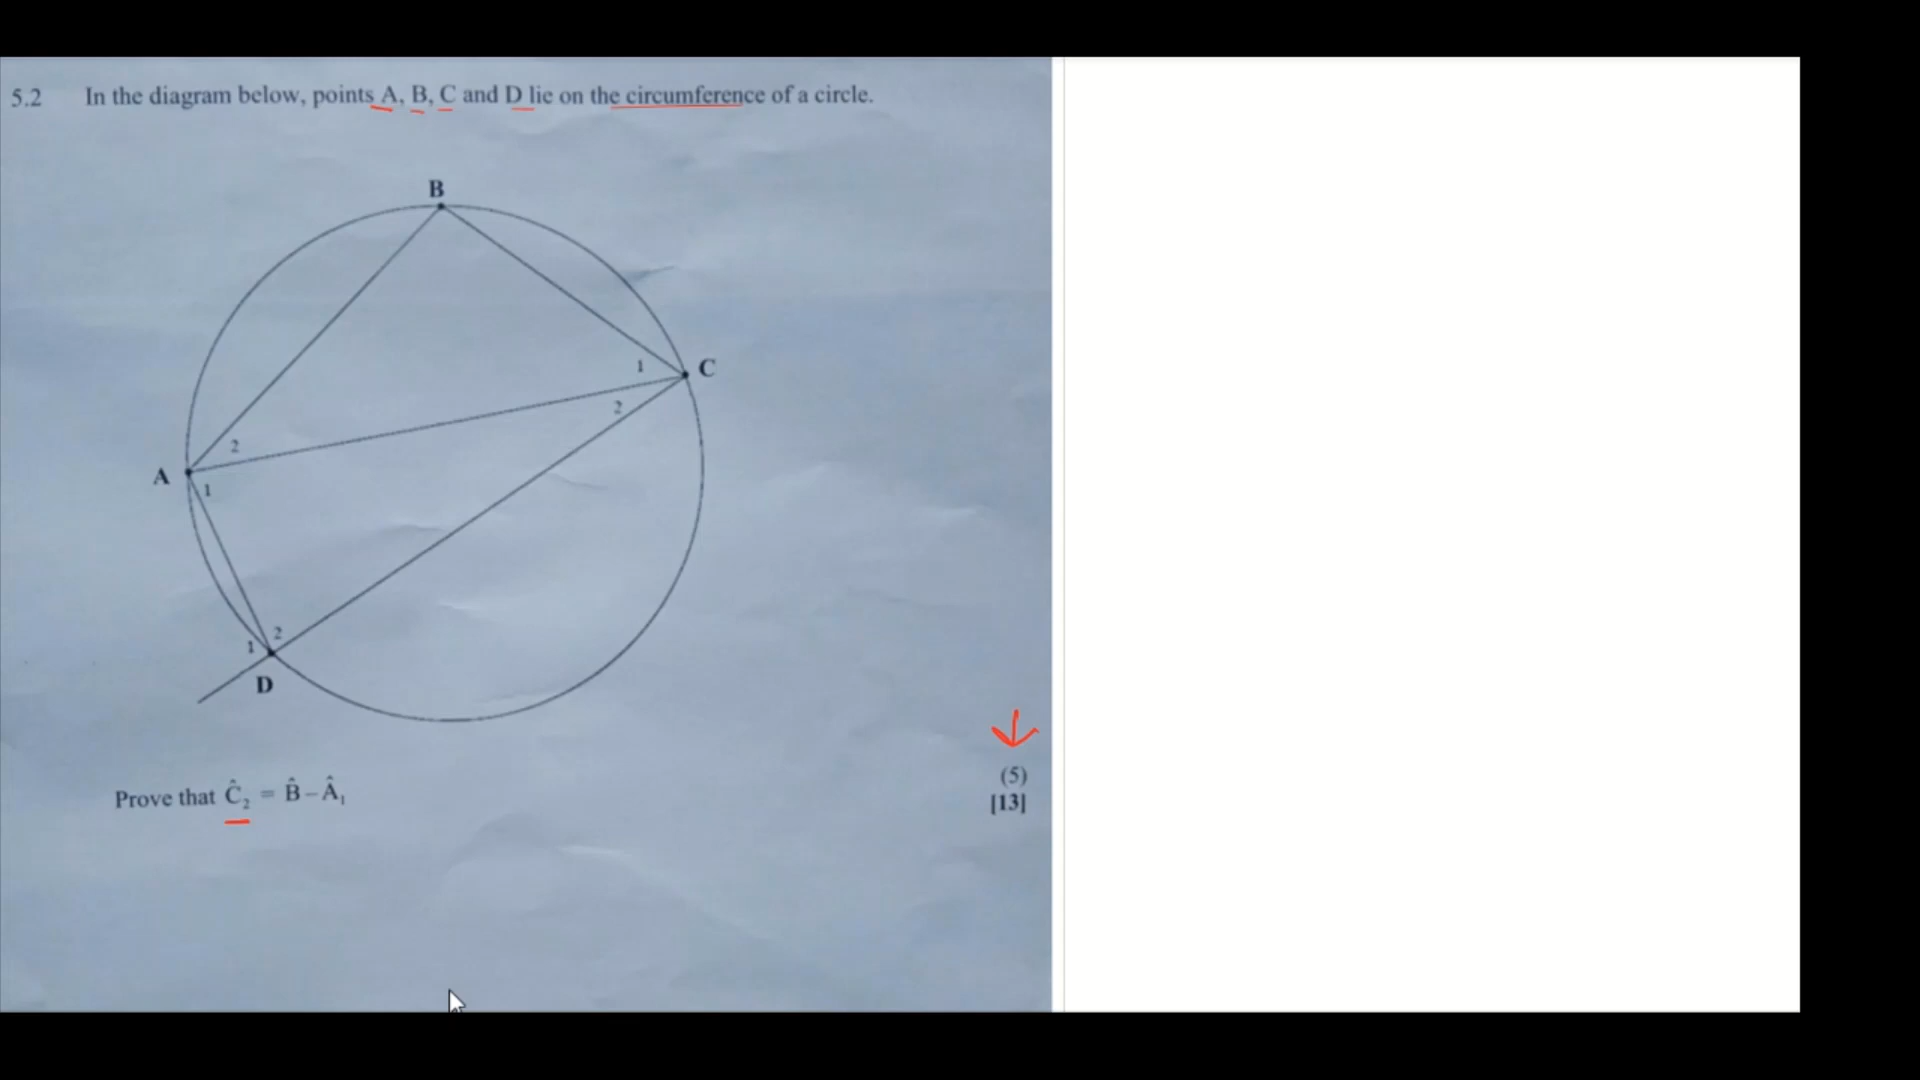 5.2 In the diagram below, points A, B, C and D lie on the circumference of a circle.
B
C
1
2
2
A
1
2
1
D
(5)
Prove that Ĉ₂ = B̂ – Â₁
[13]